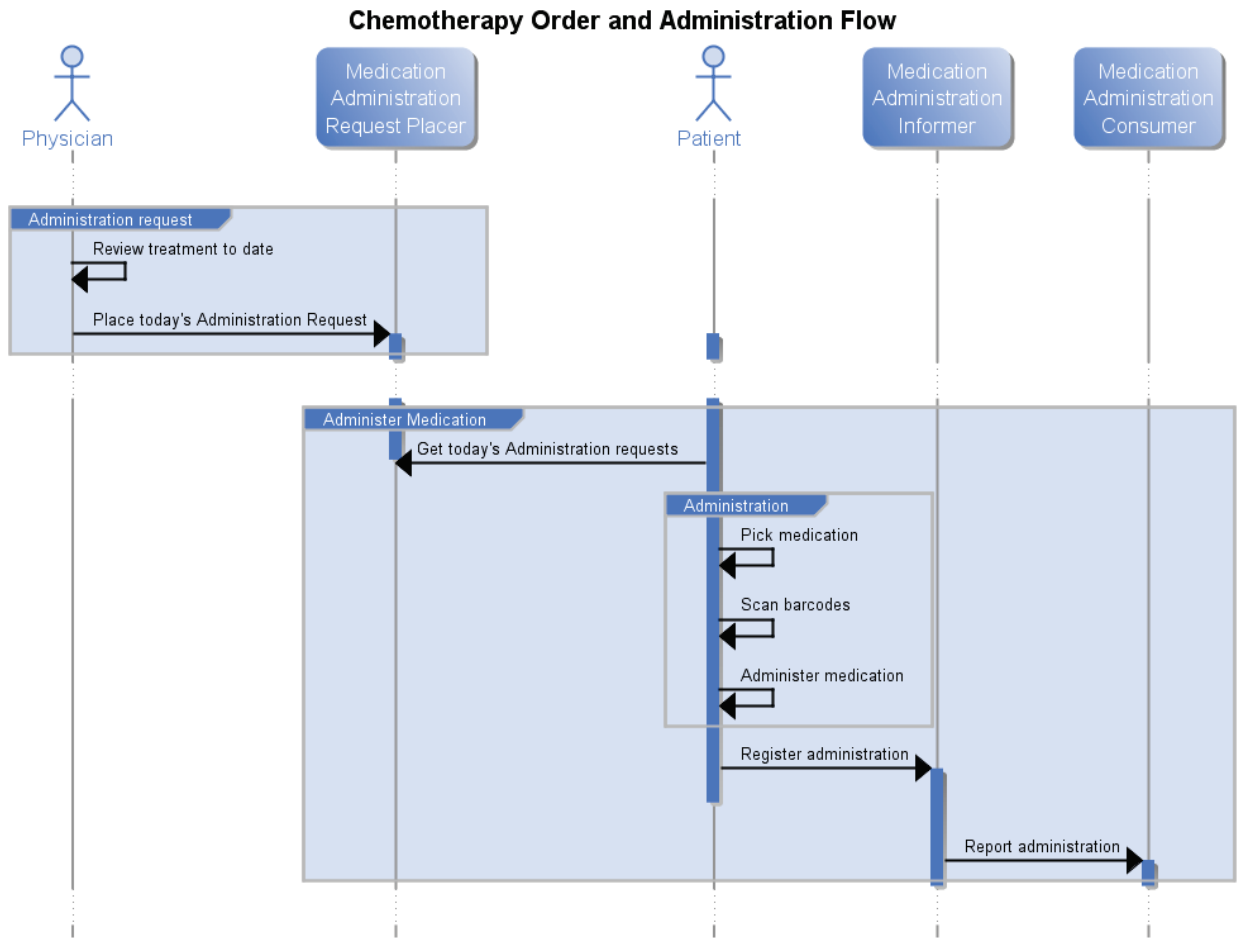 Chemotherapy Order and Administration Flow
Physician
Medication
Administration
Request Placer
Patient
Medication
Administration
Informer
Medication
Administration
Consumer
Administration request
Review treatment to date
Place today's Administration Request
Administer Medication
Get today's Administration requests
Administration
Pick medication
Scan barcodes
Administer medication
Register administration
Report administration